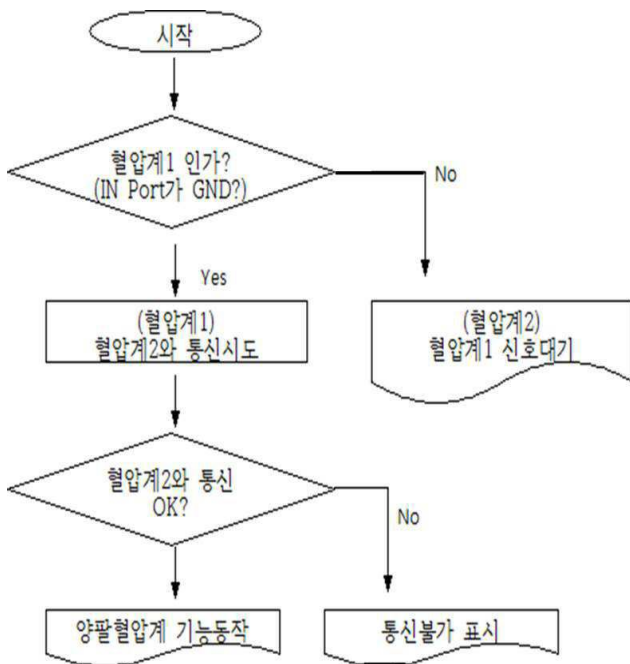 시작
혈압계1 인가?
(IN Port가 GND?)
No
Yes
(혈압계1)
혈압계2와 통신시도
(혈압계2)
혈압계1 신호대기
혈압계2와 통신
OK?
No
양팔혈압계 기능동작
통신불가 표시